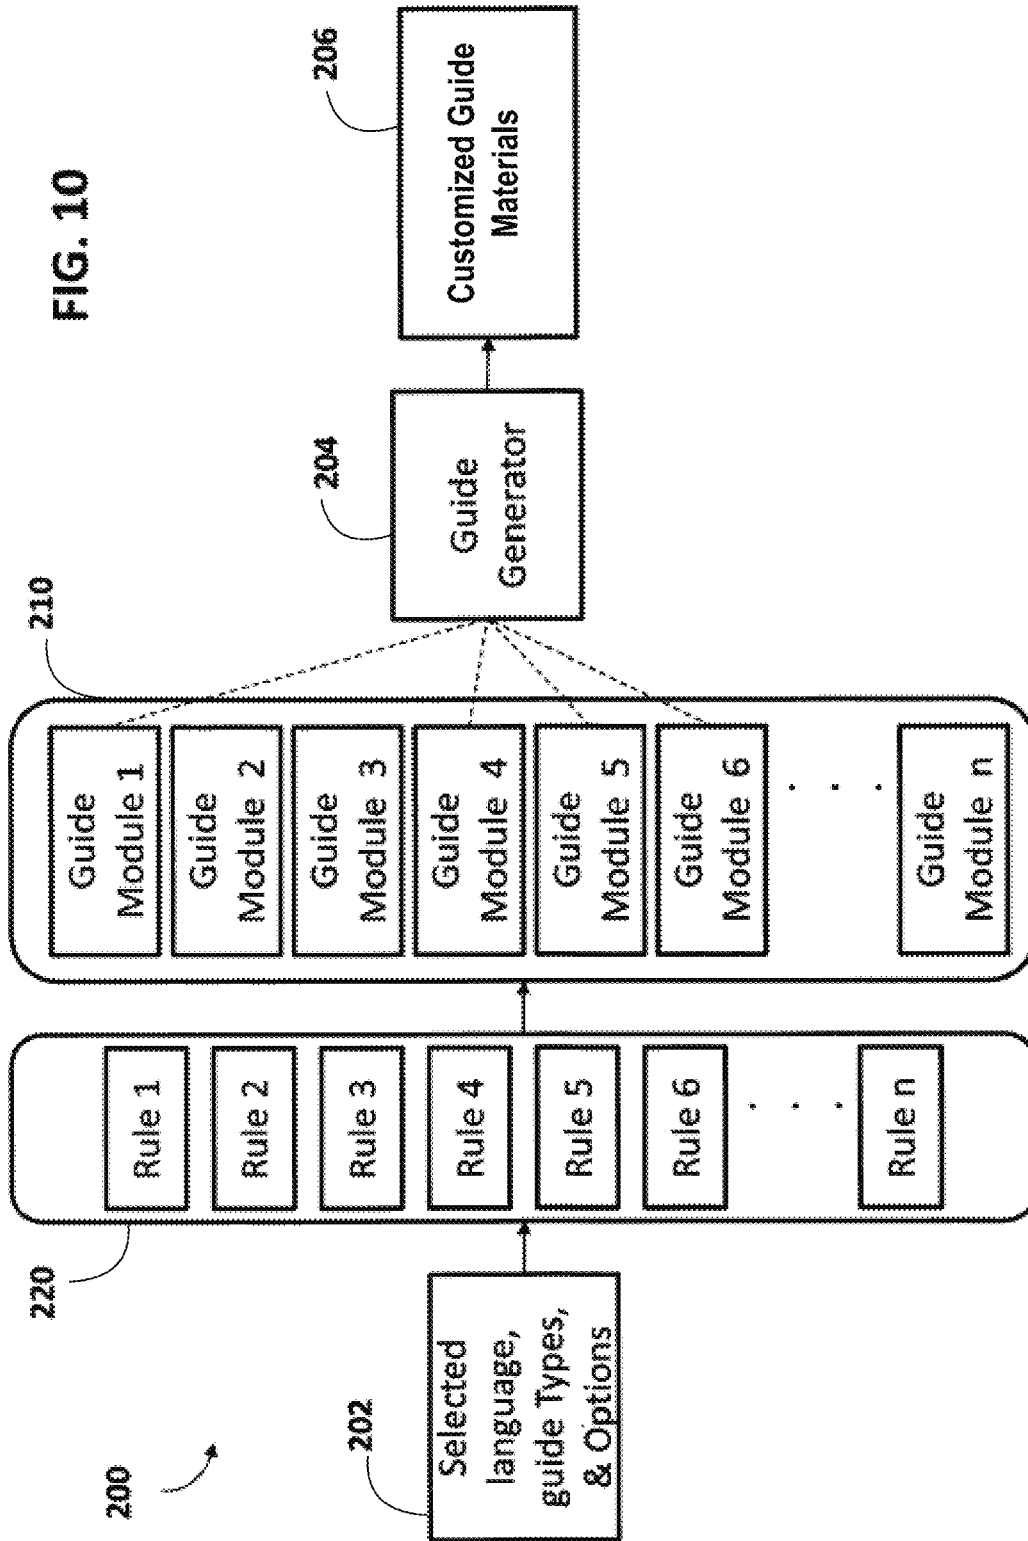 FIG. 10
200
202
Selected
language,
guide Types,
& Options
220
Rule 1
Rule 2
Rule 3
Rule 4
Rule 5
Rule 6
. . .
Rule n
210
Guide
Module 1
Guide
Module 2
Guide
Module 3
Guide
Module 4
Guide
Module 5
Guide
Module 6
. . .
Guide
Module n
204
Guide
Generator
206
Customized Guide
Materials